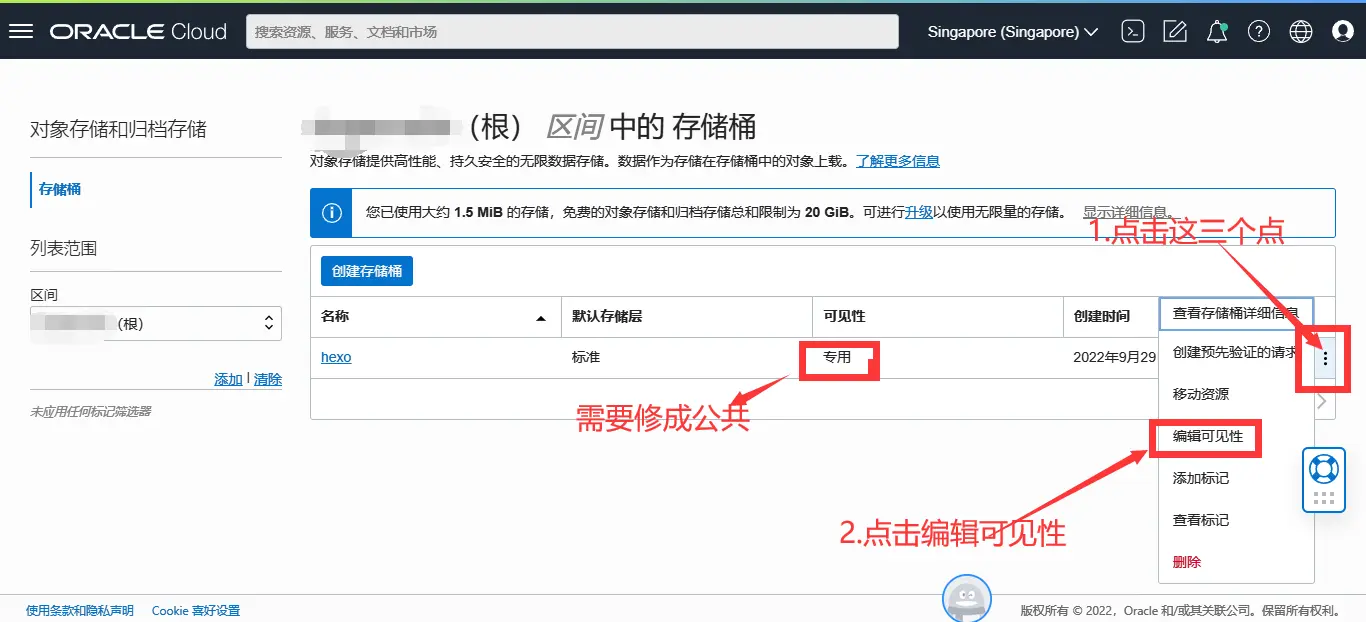 ORACLE Cloud
搜索资源、服务、文档和市场
Singapore (Singapore)
对象存储和归档存储
存储桶
列表范围
区间
(根)
添加 | 清除
未应用任何标记筛选器
(根) 区间 中的 存储桶
对象存储提供高性能、持久安全的无限数据存储。数据作为存储在存储桶中的对象上载。了解更多信息
您已使用大约 1.5 MiB 的存储，免费的对象存储和归档存储总和限制为 20 GiB。可进行升级以使用无限量的存储。 显示详细信息。
1.点击这三个点
创建存储桶
名称 默认存储层 可见性 创建时间
hexo 标准 专用 2022年9月29
需要修成公共
查看存储桶详细信息
创建预先验证的请求
移动资源
编辑可见性
添加标记
查看标记
删除
2.点击编辑可见性
使用条款和隐私声明 Cookie 喜好设置
版权所有 © 2022，Oracle 和/或其关联公司。保留所有权利。